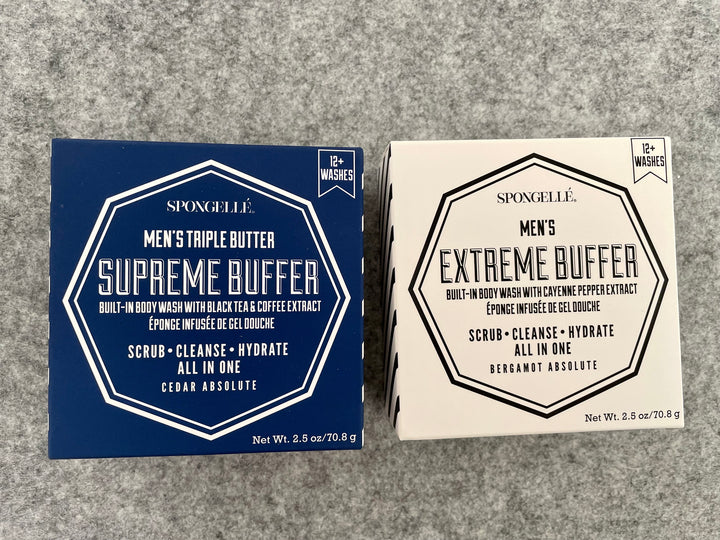 12+
WASHES
SPONGELLÉ®
MEN'S TRIPLE BUTTER
SUPREME BUFFER
BUILT-IN BODY WASH WITH BLACK TEA & COFFEE EXTRACT
ÉPONGE INFUSÉE DE GEL DOUCHE
SCRUB • CLEANSE • HYDRATE
ALL IN ONE
CEDAR ABSOLUTE
Net Wt. 2.5 oz/70.8 g
12+
WASHES
SPONGELLÉ®
MEN'S
EXTREME BUFFER
BUILT-IN BODY WASH WITH CAYENNE PEPPER EXTRACT
ÉPONGE INFUSÉE DE GEL DOUCHE
SCRUB • CLEANSE • HYDRATE
ALL IN ONE
BERGAMOT ABSOLUTE
Net Wt. 2.5 oz/70.8 g